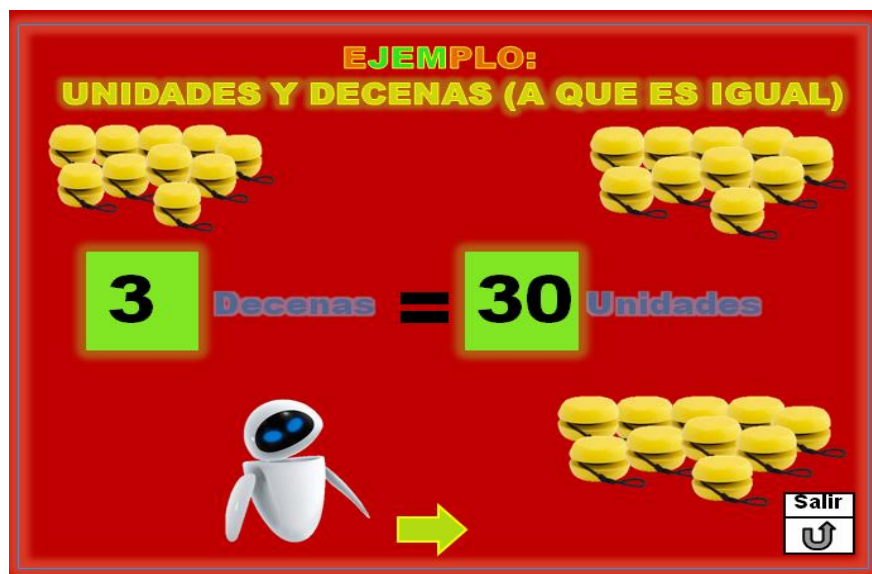 EJEMPLO:
UNIDADES Y DECENAS (A QUE ES IGUAL)
3 Decenas = 30 Unidades
Salir